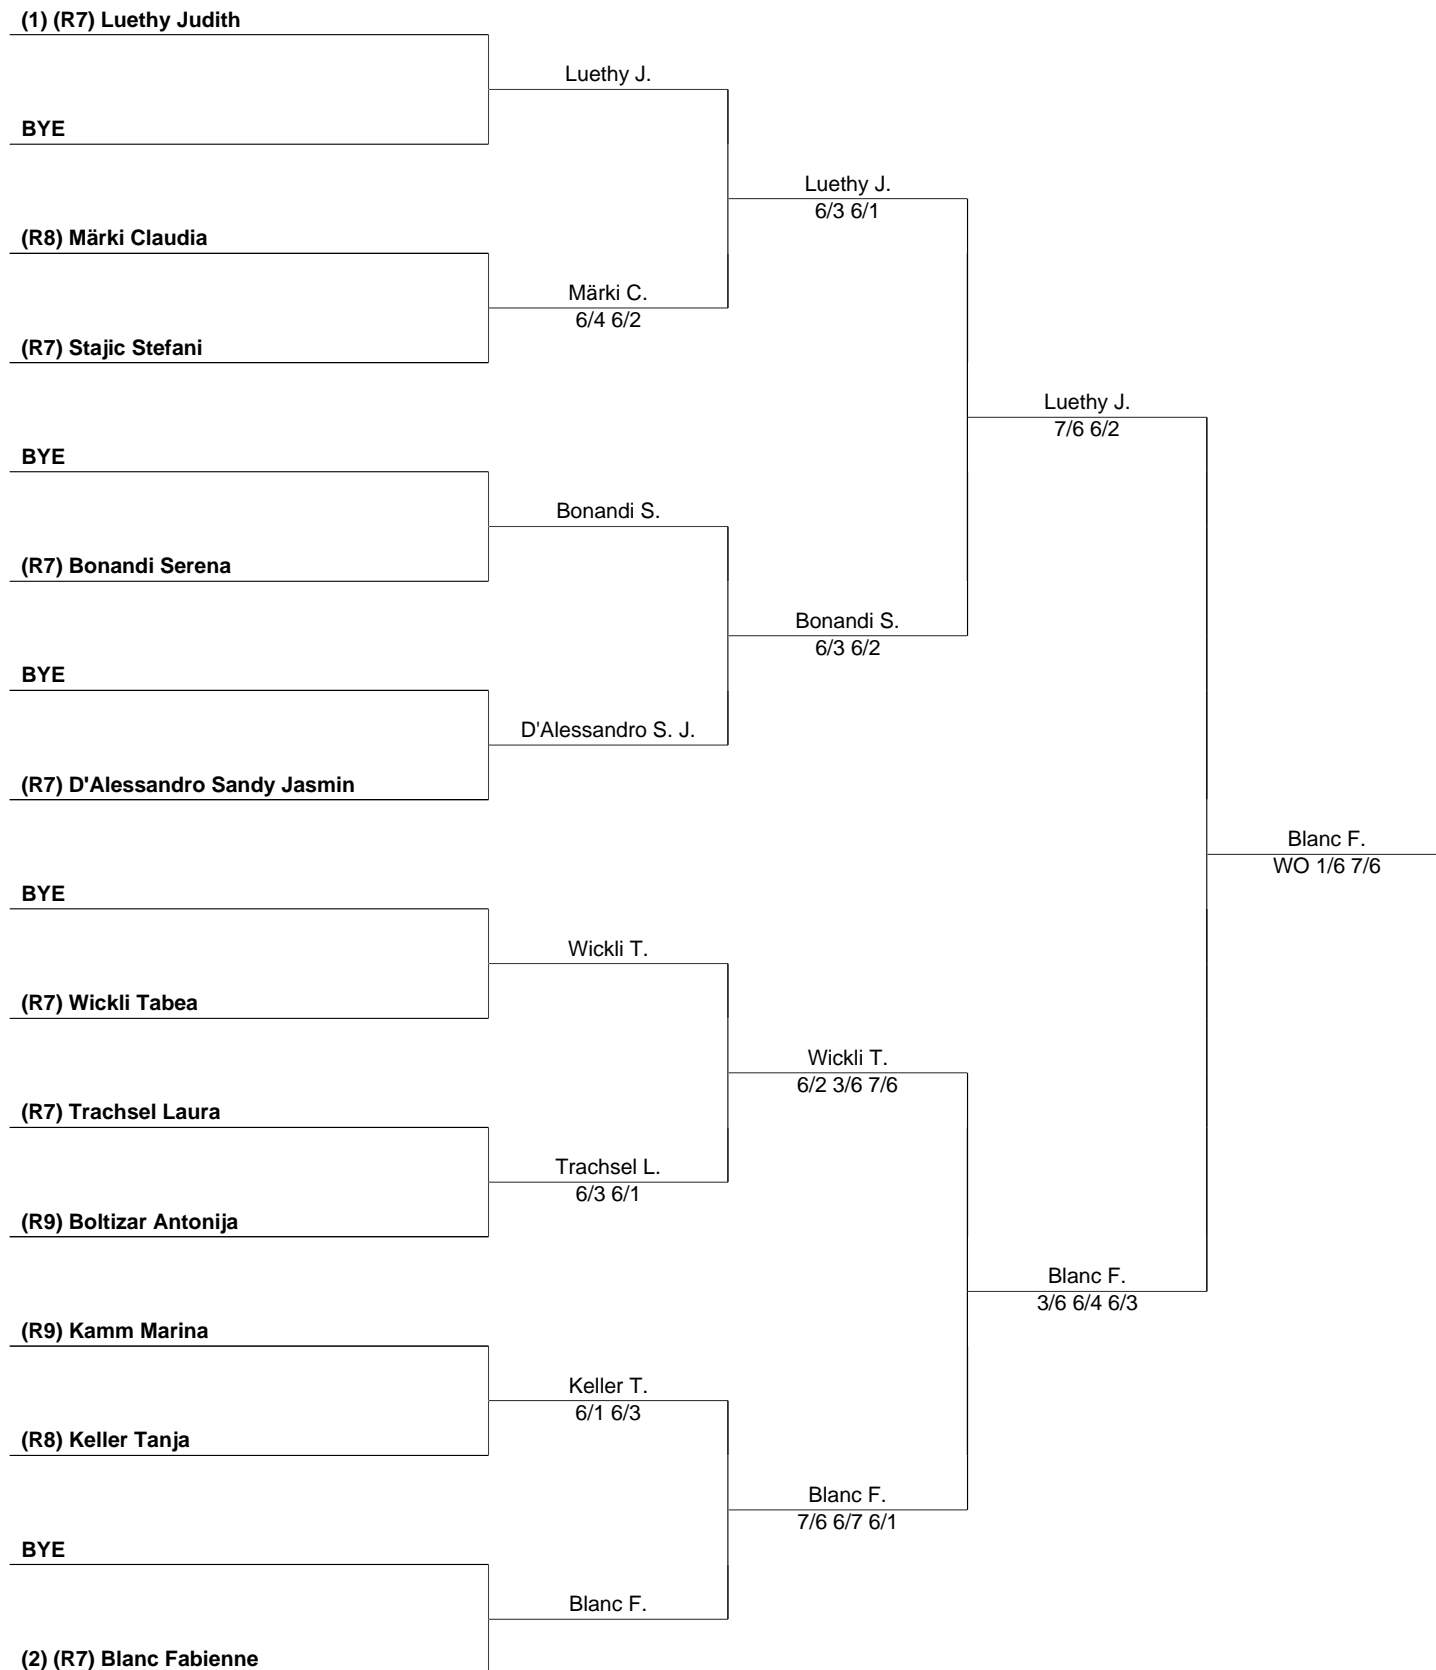 (1) (R7) Luethy Judith
Luethy J.
BYE
Luethy J.
6/3 6/1
(R8) Märki Claudia
Märki C.
6/4 6/2
(R7) Stajic Stefani
Luethy J.
7/6 6/2
BYE
Bonandi S.
(R7) Bonandi Serena
Bonandi S.
6/3 6/2
BYE
D'Alessandro S. J.
(R7) D'Alessandro Sandy Jasmin
Blanc F.
WO 1/6 7/6
BYE
Wickli T.
(R7) Wickli Tabea
Wickli T.
6/2 3/6 7/6
(R7) Trachsel Laura
Trachsel L.
6/3 6/1
(R9) Boltizar Antonija
Blanc F.
3/6 6/4 6/3
(R9) Kamm Marina
Keller T.
6/1 6/3
(R8) Keller Tanja
Blanc F.
7/6 6/7 6/1
BYE
Blanc F.
(2) (R7) Blanc Fabienne